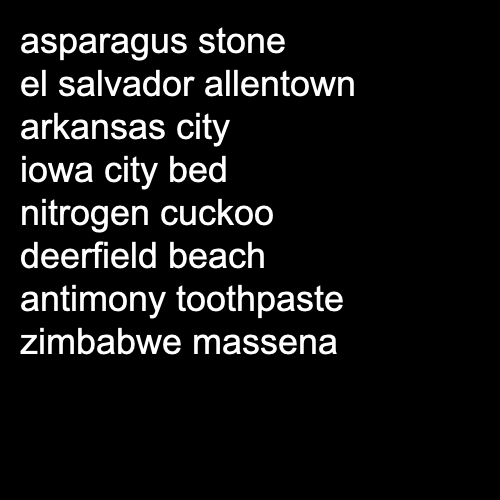 asparagus stone
el salvador allentown
arkansas city
iowa city bed
nitrogen cuckoo
deerfield beach
antimony toothpaste
zimbabwe massena